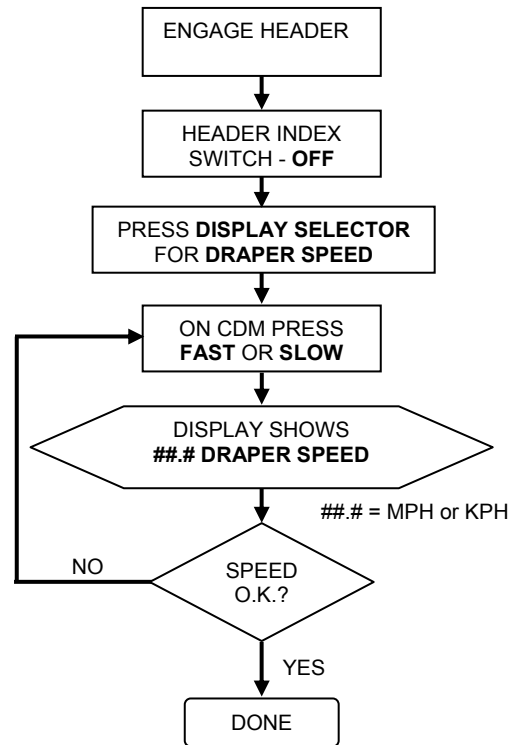 ENGAGE HEADER
HEADER INDEX
SWITCH - OFF
PRESS DISPLAY SELECTOR
FOR DRAPER SPEED
ON CDM PRESS
FAST OR SLOW
DISPLAY SHOWS
##.# DRAPER SPEED
##.# = MPH or KPH
NO
SPEED
O.K.?
YES
DONE